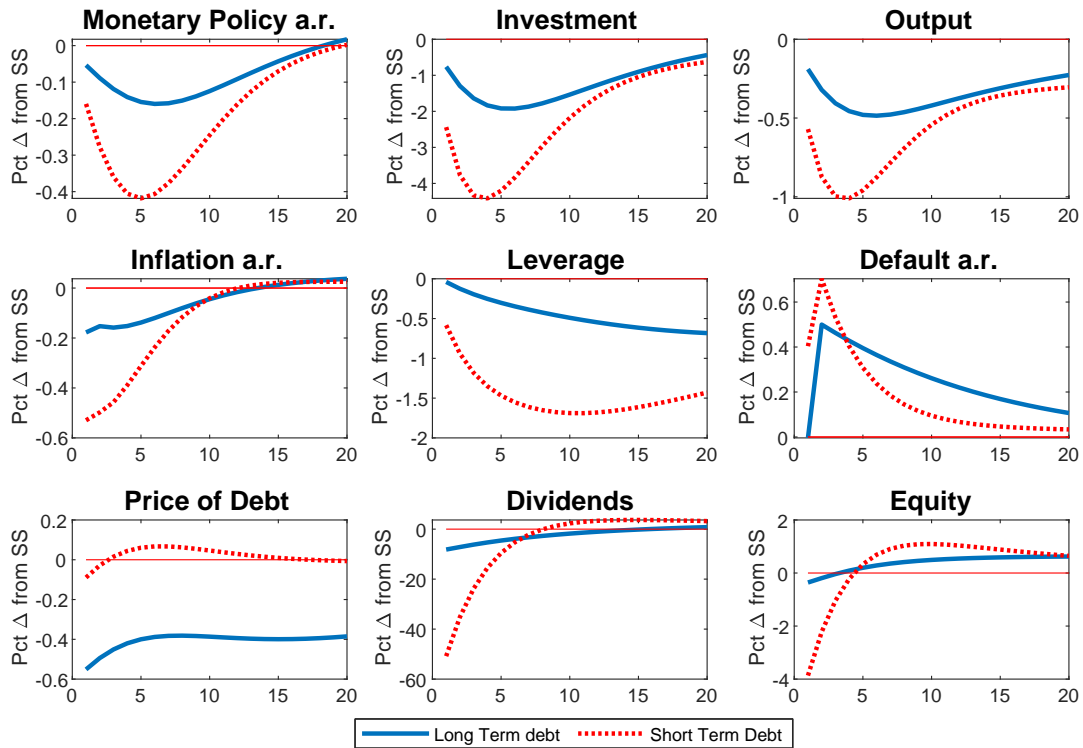 Monetary Policy a.r.
Pct Δ from SS
0
-0.1
-0.2
-0.3
-0.4
0 5 10 15 20
Investment
Pct Δ from SS
0
-2
-4
0 5 10 15 20
Output
Pct Δ from SS
0
-0.5
-1
0 5 10 15 20
Inflation a.r.
Pct Δ from SS
0
-0.2
-0.4
-0.6
0 5 10 15 20
Leverage
Pct Δ from SS
0
-0.5
-1
-1.5
-2
0 5 10 15 20
Default a.r.
Pct Δ from SS
0.6
0.4
0.2
0
0 5 10 15 20
Price of Debt
Pct Δ from SS
0.2
0
-0.2
-0.4
-0.6
0 5 10 15 20
Dividends
Pct Δ from SS
0
-20
-40
-60
0 5 10 15 20
Equity
Pct Δ from SS
2
0
-2
-4
0 5 10 15 20
Long Term debt Short Term Debt